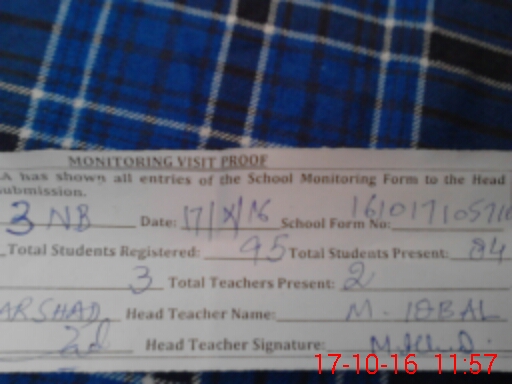 MONITORING VISIT PROOF
A has shown all entries of the School Monitoring Form to the Head
submission.
3 NB Date: 17/X/16 School Form No: 161017105716
Total Students Registered: 95 Total Students Present: 84
3 Total Teachers Present: 2
ARSHAD Head Teacher Name: M. IQBAL
Head Teacher Signature:
17-10-16 11:57